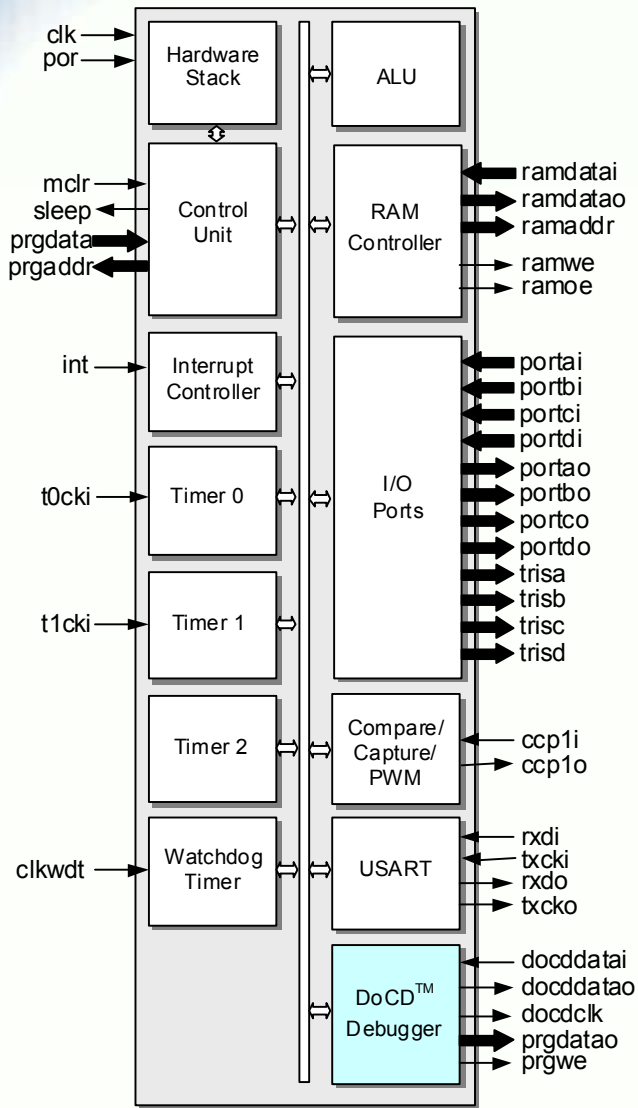 clk
por
Hardware
Stack
ALU
mclr
sleep
prgdata
prgaddr
Control
Unit
RAM
Controller
ramdatai
ramdatao
ramaddr
ramwe
ramoe
int
Interrupt
Controller
t0cki
Timer 0
t1cki
Timer 1
Timer 2
clkwdt
Watchdog
Timer
I/O
Ports
portai
portbi
portci
portdi
portao
portbo
portco
portdo
trisa
trisb
trisc
trisd
Compare/
Capture/
PWM
ccp1i
ccp1o
USART
rxdi
txcki
rxdo
txcko
DoCD™
Debugger
docddatai
docddatao
docdclk
prgdatao
prgwe